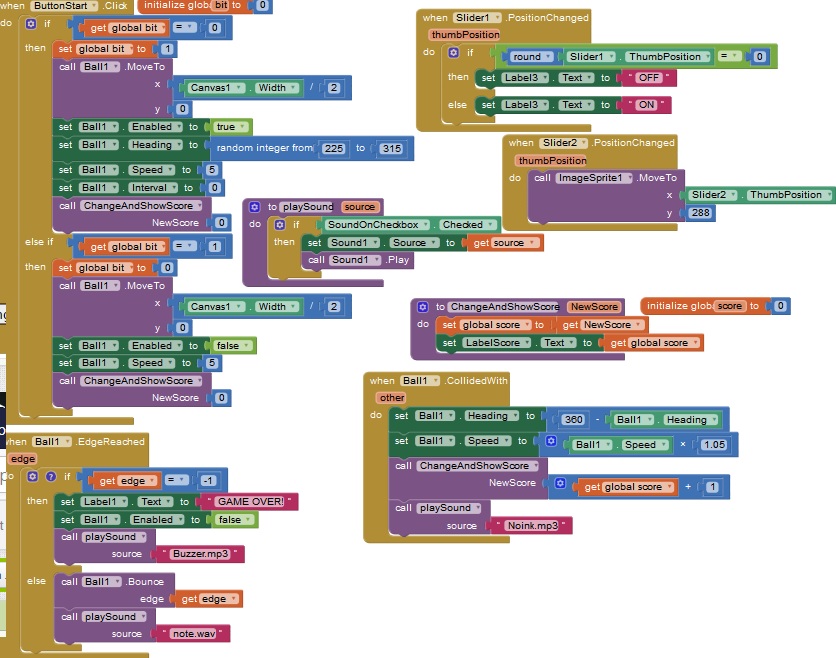 when ButtonStart .Click
do if get global bit = 0
then set global bit to 1
call Ball1 .MoveTo
x Canvas1 . Width / 2
y 0
set Ball1 . Enabled to true
set Ball1 . Heading to random integer from 225 to 315
set Ball1 . Speed to 5
set Ball1 . Interval to 0
call ChangeAndShowScore
NewScore 0
else if get global bit = 1
then set global bit to 0
call Ball1 .MoveTo
x Canvas1 . Width / 2
y 0
set Ball1 . Enabled to false
set Ball1 . Speed to 5
call ChangeAndShowScore
NewScore 0
initialize global bit to 0
when Slider1 .PositionChanged
thumbPosition
do if round Slider1 . ThumbPosition = 0
then set Label3 . Text to " OFF "
else set Label3 . Text to " ON "
when Slider2 .PositionChanged
thumbPosition
do call ImageSprite1 .MoveTo
x Slider2 . ThumbPosition
y 288
to playSound source
do if SoundOnCheckbox . Checked
then set Sound1 . Source to get source
call Sound1 .Play
to ChangeAndShowScore NewScore
do set global score to get NewScore
set LabelScore . Text to get global score
initialize global score to 0
when Ball1 .CollidedWith
other
do set Ball1 . Heading to 360 - Ball1 . Heading
set Ball1 . Speed to Ball1 . Speed × 1.05
call ChangeAndShowScore
NewScore get global score + 1
call playSound
source " Noink.mp3 "
when Ball1 .EdgeReached
edge
do if get edge = -1
then set Label1 . Text to " GAME OVER! "
set Ball1 . Enabled to false
call playSound
source " Buzzer.mp3 "
else call Ball1 .Bounce
edge get edge
call playSound
source " note.wav "